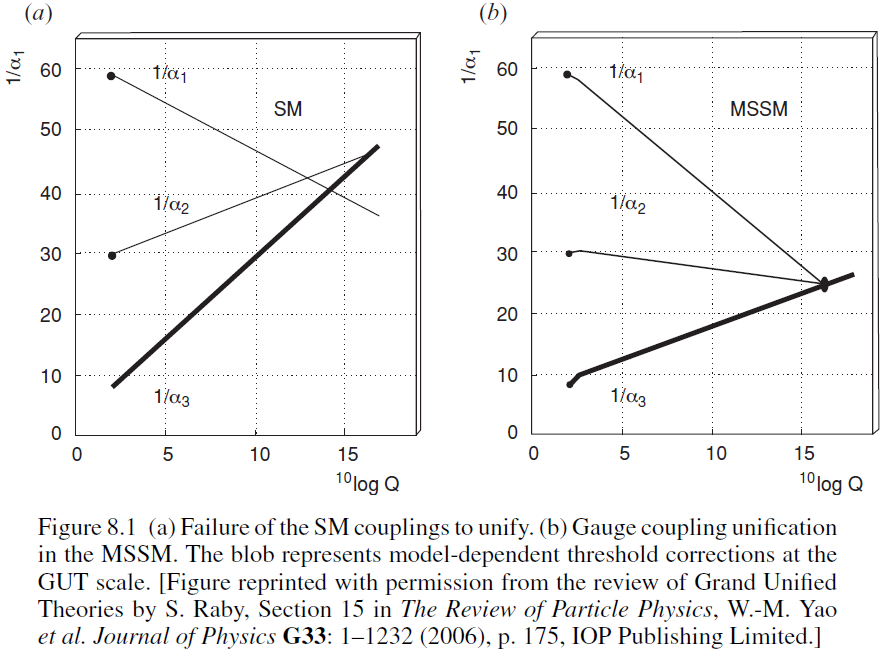 (a)
1/α1
60
50
40
30
20
10
0
1/α1
SM
1/α2
1/α3
0 5 10 15
10log Q
(b)
1/α1
60
50
40
30
20
10
0
1/α1
MSSM
1/α2
1/α3
0 5 10 15
10log Q
Figure 8.1 (a) Failure of the SM couplings to unify. (b) Gauge coupling unification
in the MSSM. The blob represents model-dependent threshold corrections at the
GUT scale. [Figure reprinted with permission from the review of Grand Unified
Theories by S. Raby, Section 15 in The Review of Particle Physics, W.-M. Yao
et al. Journal of Physics G33: 1–1232 (2006), p. 175, IOP Publishing Limited.]